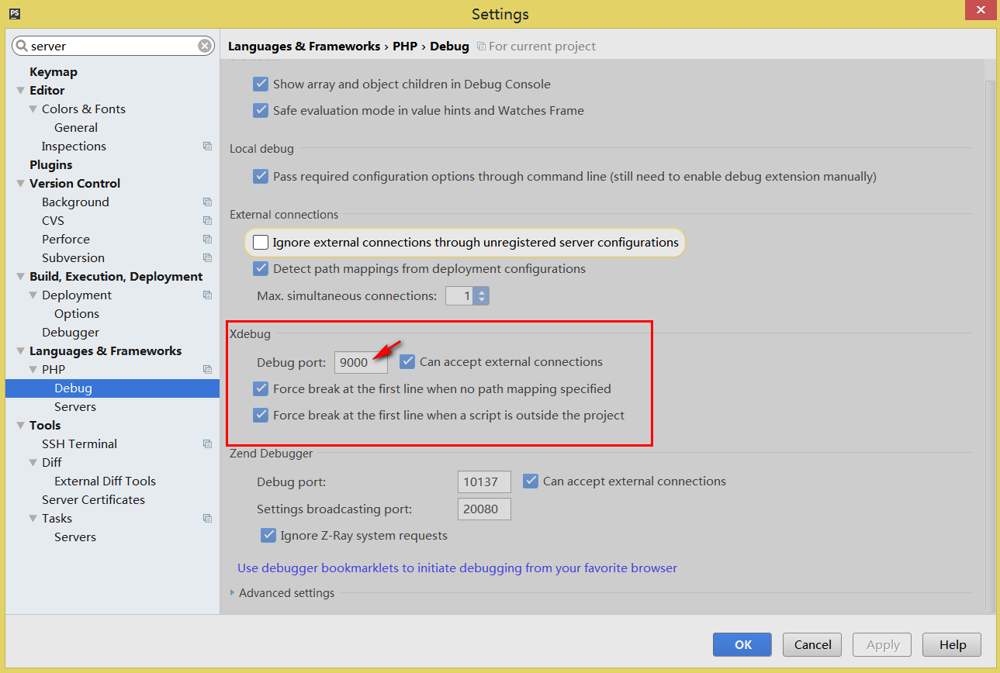 PS
Settings
server
Languages & Frameworks › PHP › Debug For current project
Keymap
Editor
Colors & Fonts
General
Inspections
Plugins
Version Control
Background
CVS
Perforce
Subversion
Build, Execution, Deployment
Deployment
Options
Debugger
Languages & Frameworks
PHP
Debug
Servers
Tools
SSH Terminal
Diff
External Diff Tools
Server Certificates
Tasks
Servers
Show array and object children in Debug Console
Safe evaluation mode in value hints and Watches Frame
Local debug
Pass required configuration options through command line (still need to enable debug extension manually)
External connections
Ignore external connections through unregistered server configurations
Detect path mappings from deployment configurations
Max. simultaneous connections: 1
Xdebug
Debug port: 9000 Can accept external connections
Force break at the first line when no path mapping specified
Force break at the first line when a script is outside the project
Zend Debugger
Debug port: 10137 Can accept external connections
Settings broadcasting port: 20080
Ignore Z-Ray system requests
Use debugger bookmarklets to initiate debugging from your favorite browser
Advanced settings
OK Cancel Apply Help